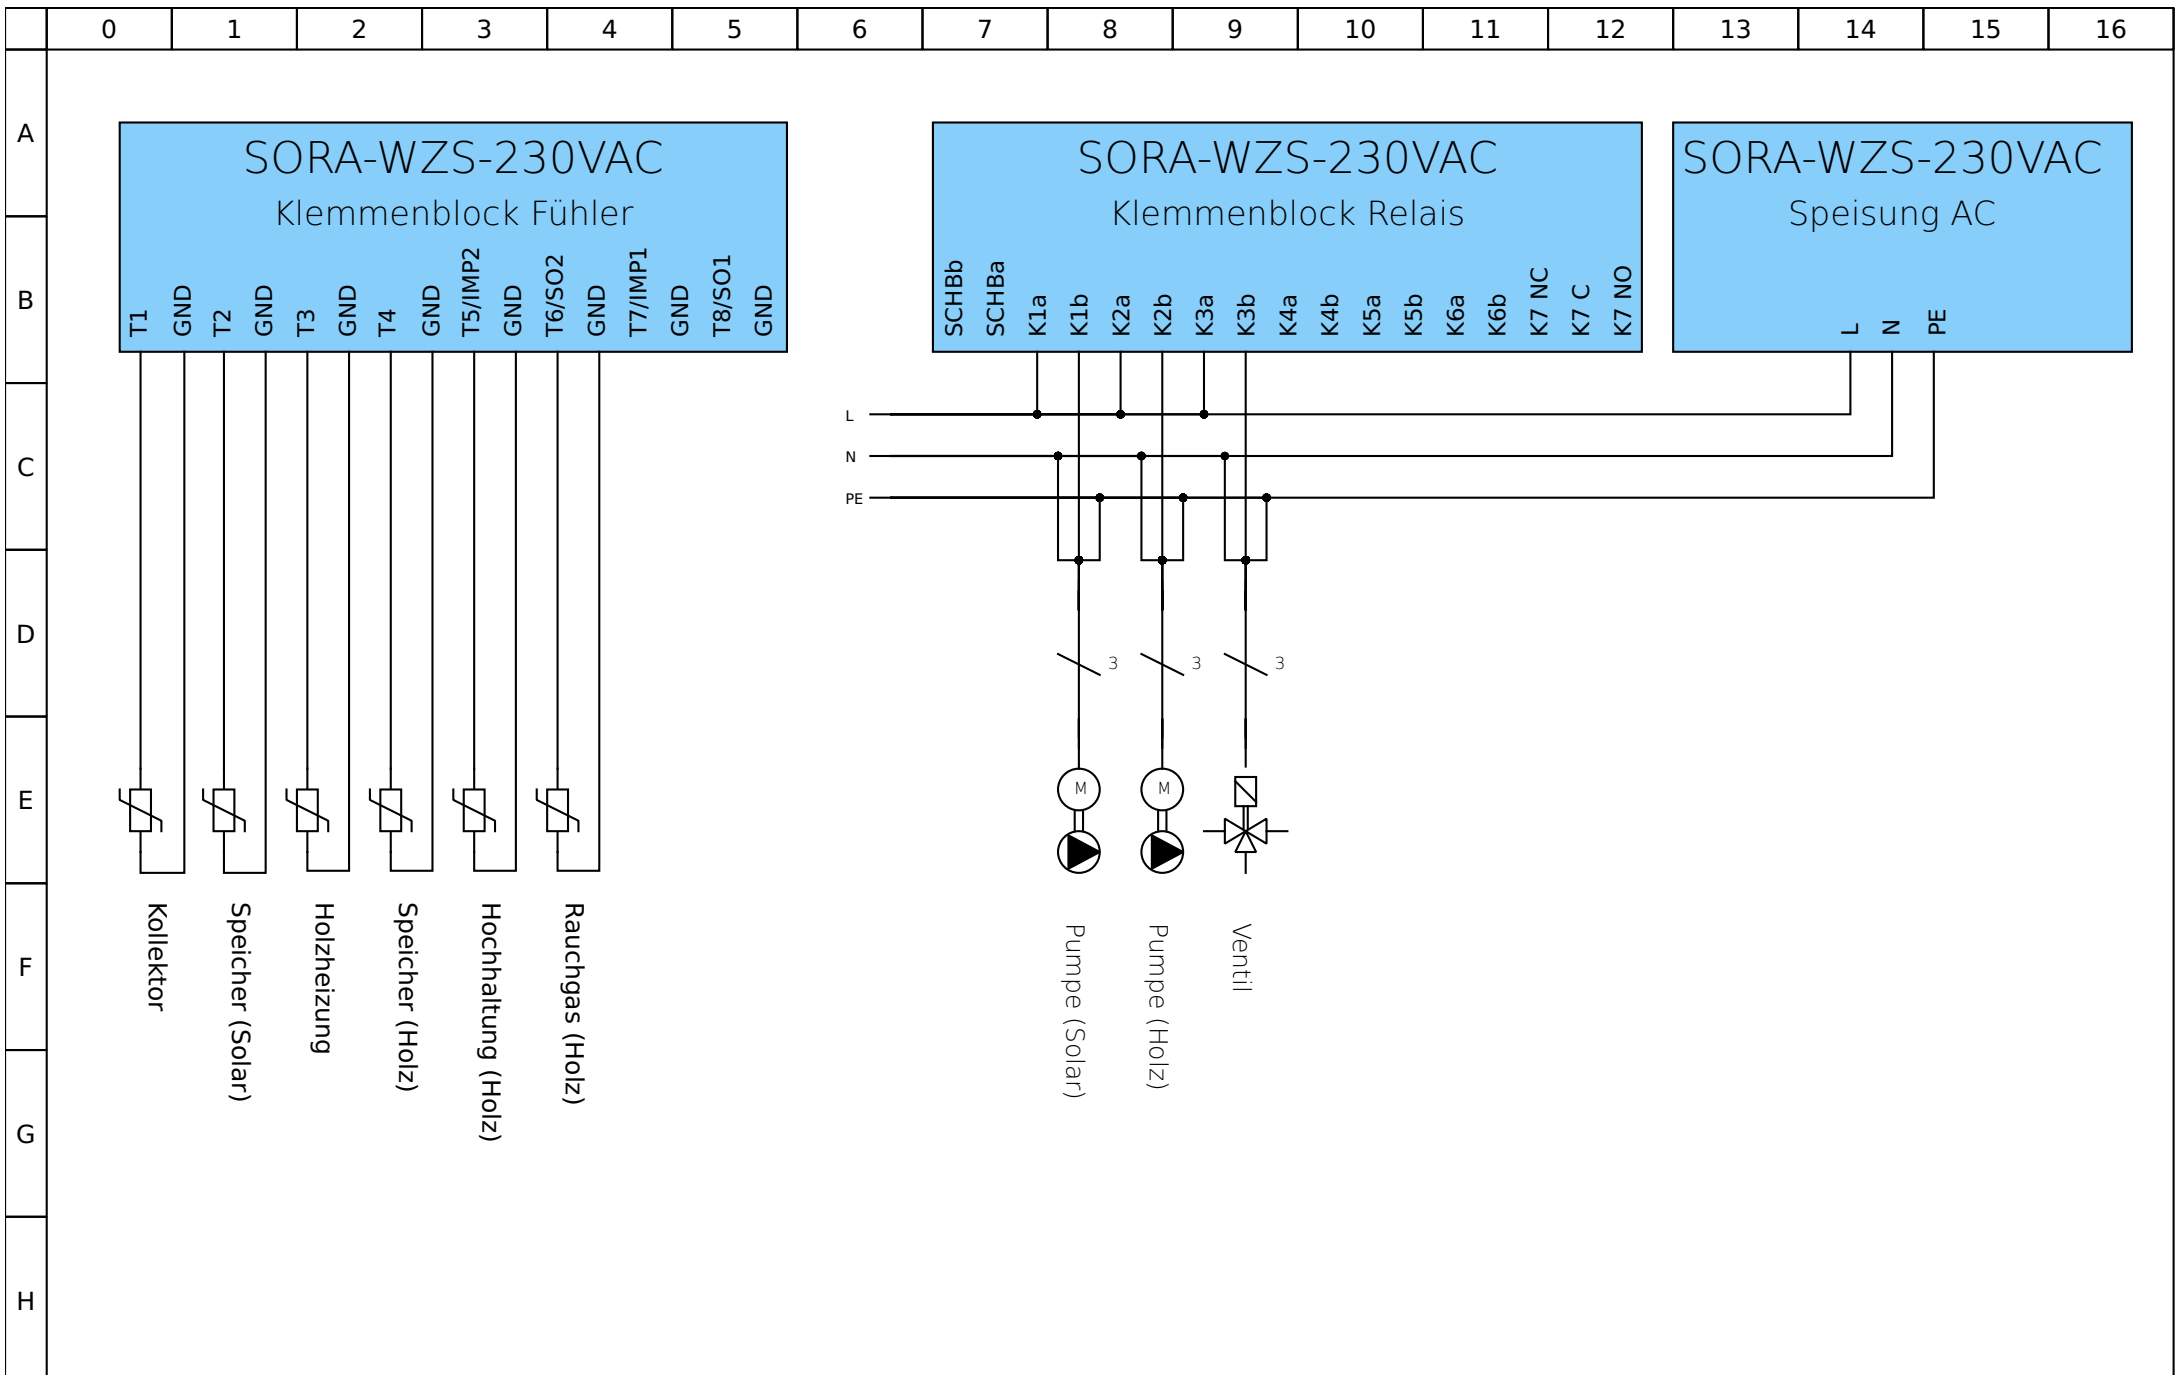 0 1 2 3 4 5 6 7 8 9 10 11 12 13 14 15 16
A
SORA-WZS-230VAC
Klemmenblock Fühler
T1 GND T2 GND T3 GND T4 GND T5/IMP2 GND T6/SO2 GND T7/IMP1 GND T8/SO1 GND
SORA-WZS-230VAC
Klemmenblock Relais
SCHBb SCHBa K1a K1b K2a K2b K3a K3b K4a K4b K5a K5b K6a K6b K7 NC K7 C K7 NO
SORA-WZS-230VAC
Speisung AC
L N PE
B
L
C
N
PE
D
3 3 3
E
M M
F
Kollektor
Speicher (Solar)
Holzheizung
Speicher (Holz)
Hochhaltung (Holz)
Rauchgas (Holz)
Pumpe (Solar)
Pumpe (Holz)
Ventil
G
H